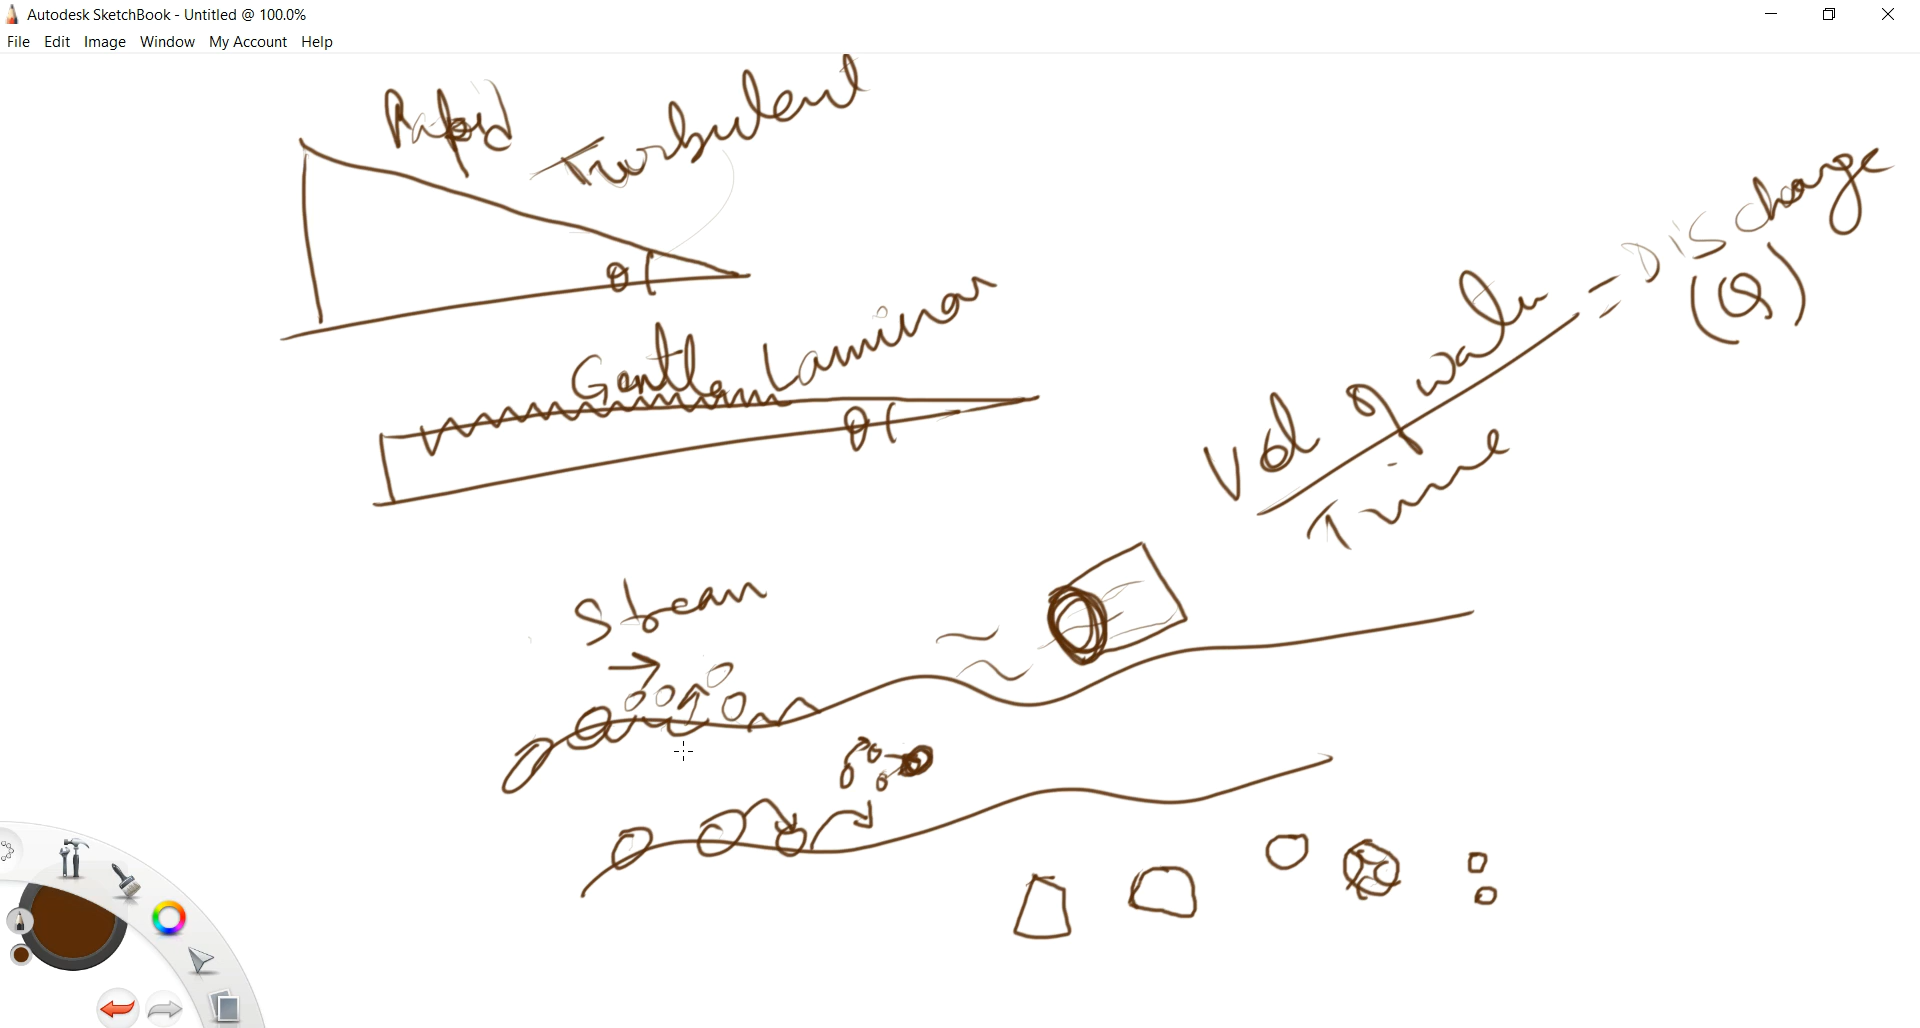 Autodesk SketchBook - Untitled @ 100.0%
File Edit Image Window My Account Help
Rapid Turbulent
θ
Gentle Laminar
θ
Vol of water = Discharge
Time (Q)
Stream